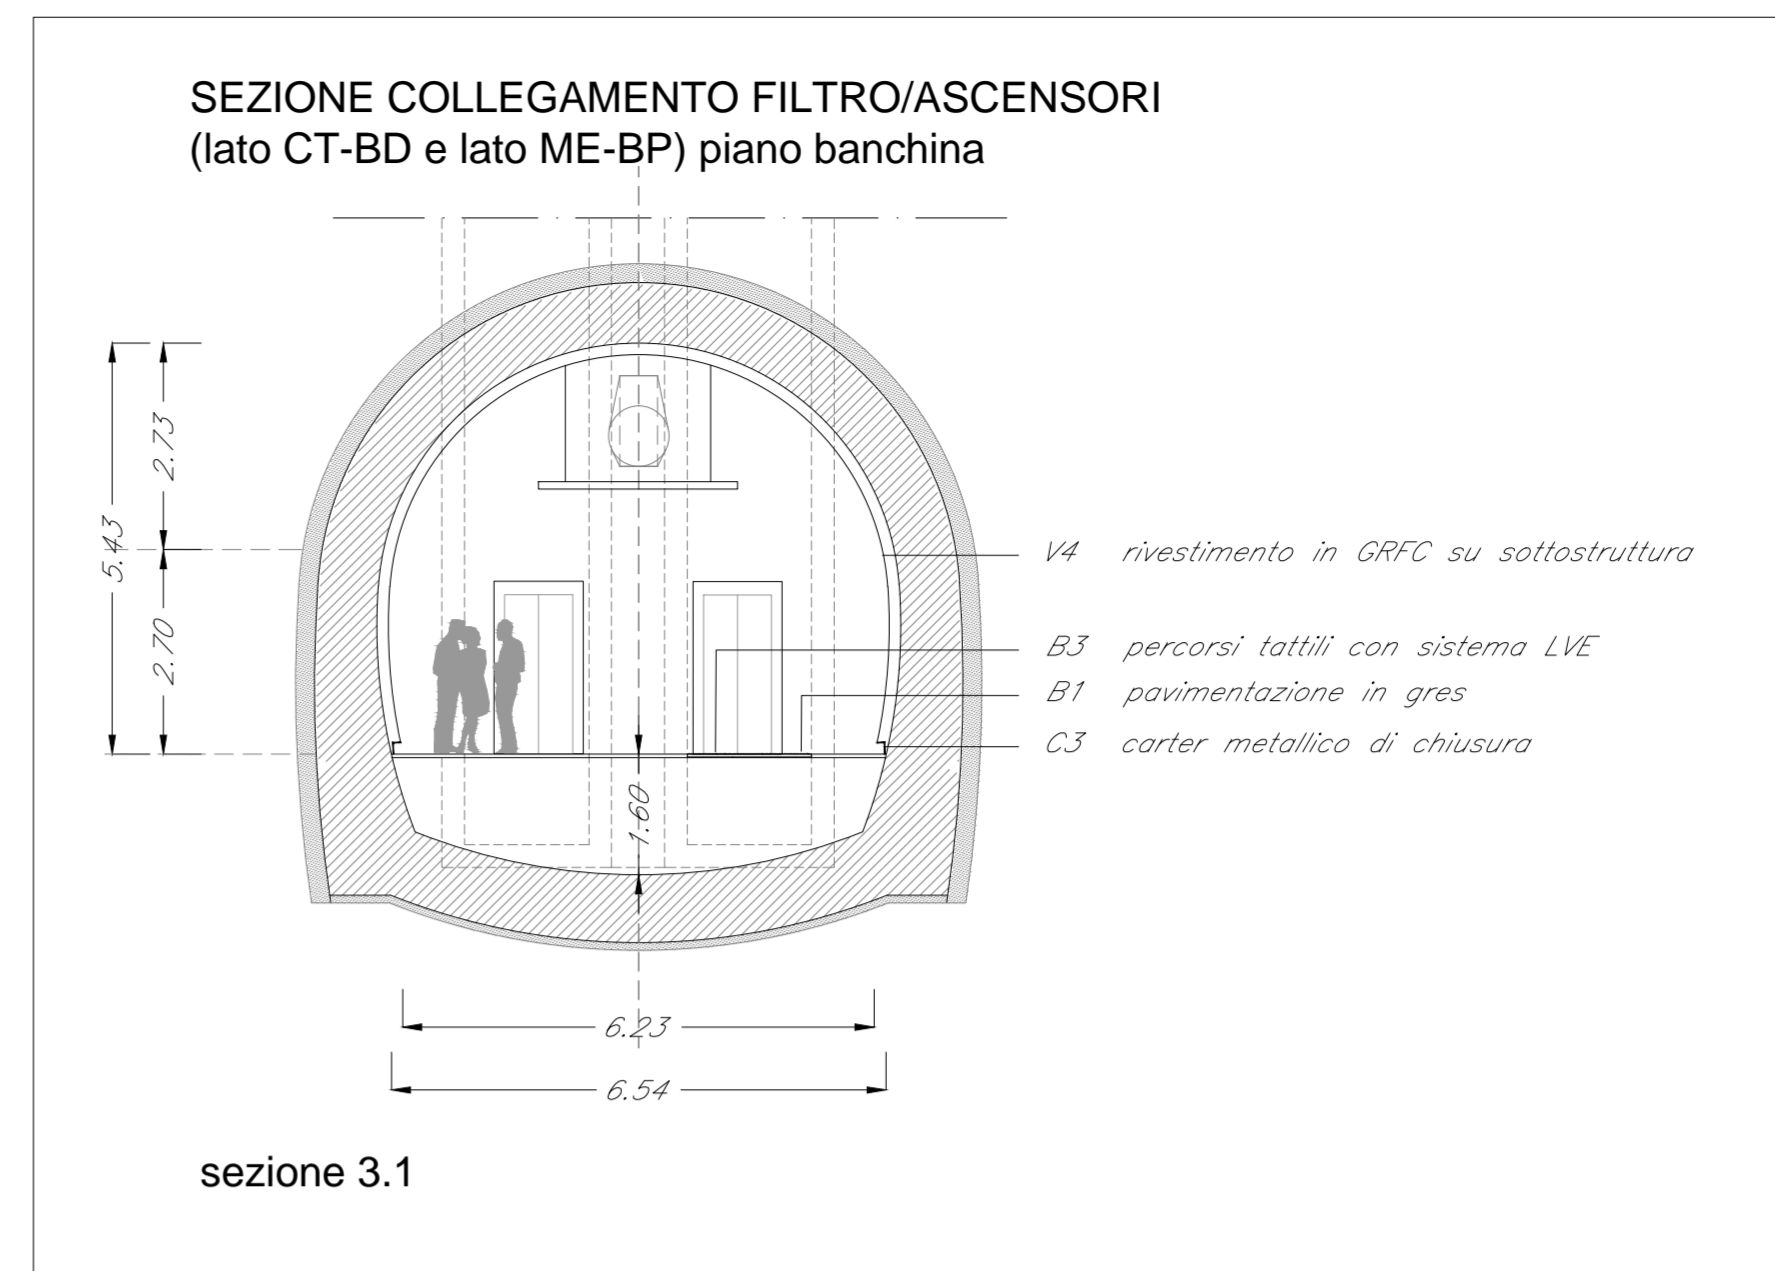 SEZIONE COLLEGAMENTO FILTRO/ASCENSORI
(lato CT-BD e lato ME-BP) piano banchina
2.73
5.43
2.70
V4 rivestimento in GRFC su sottostruttura
B3 percorsi tattili con sistema LVE
B1 pavimentazione in gres
C3 carter metallico di chiusura
1.60
6.23
6.54
sezione 3.1